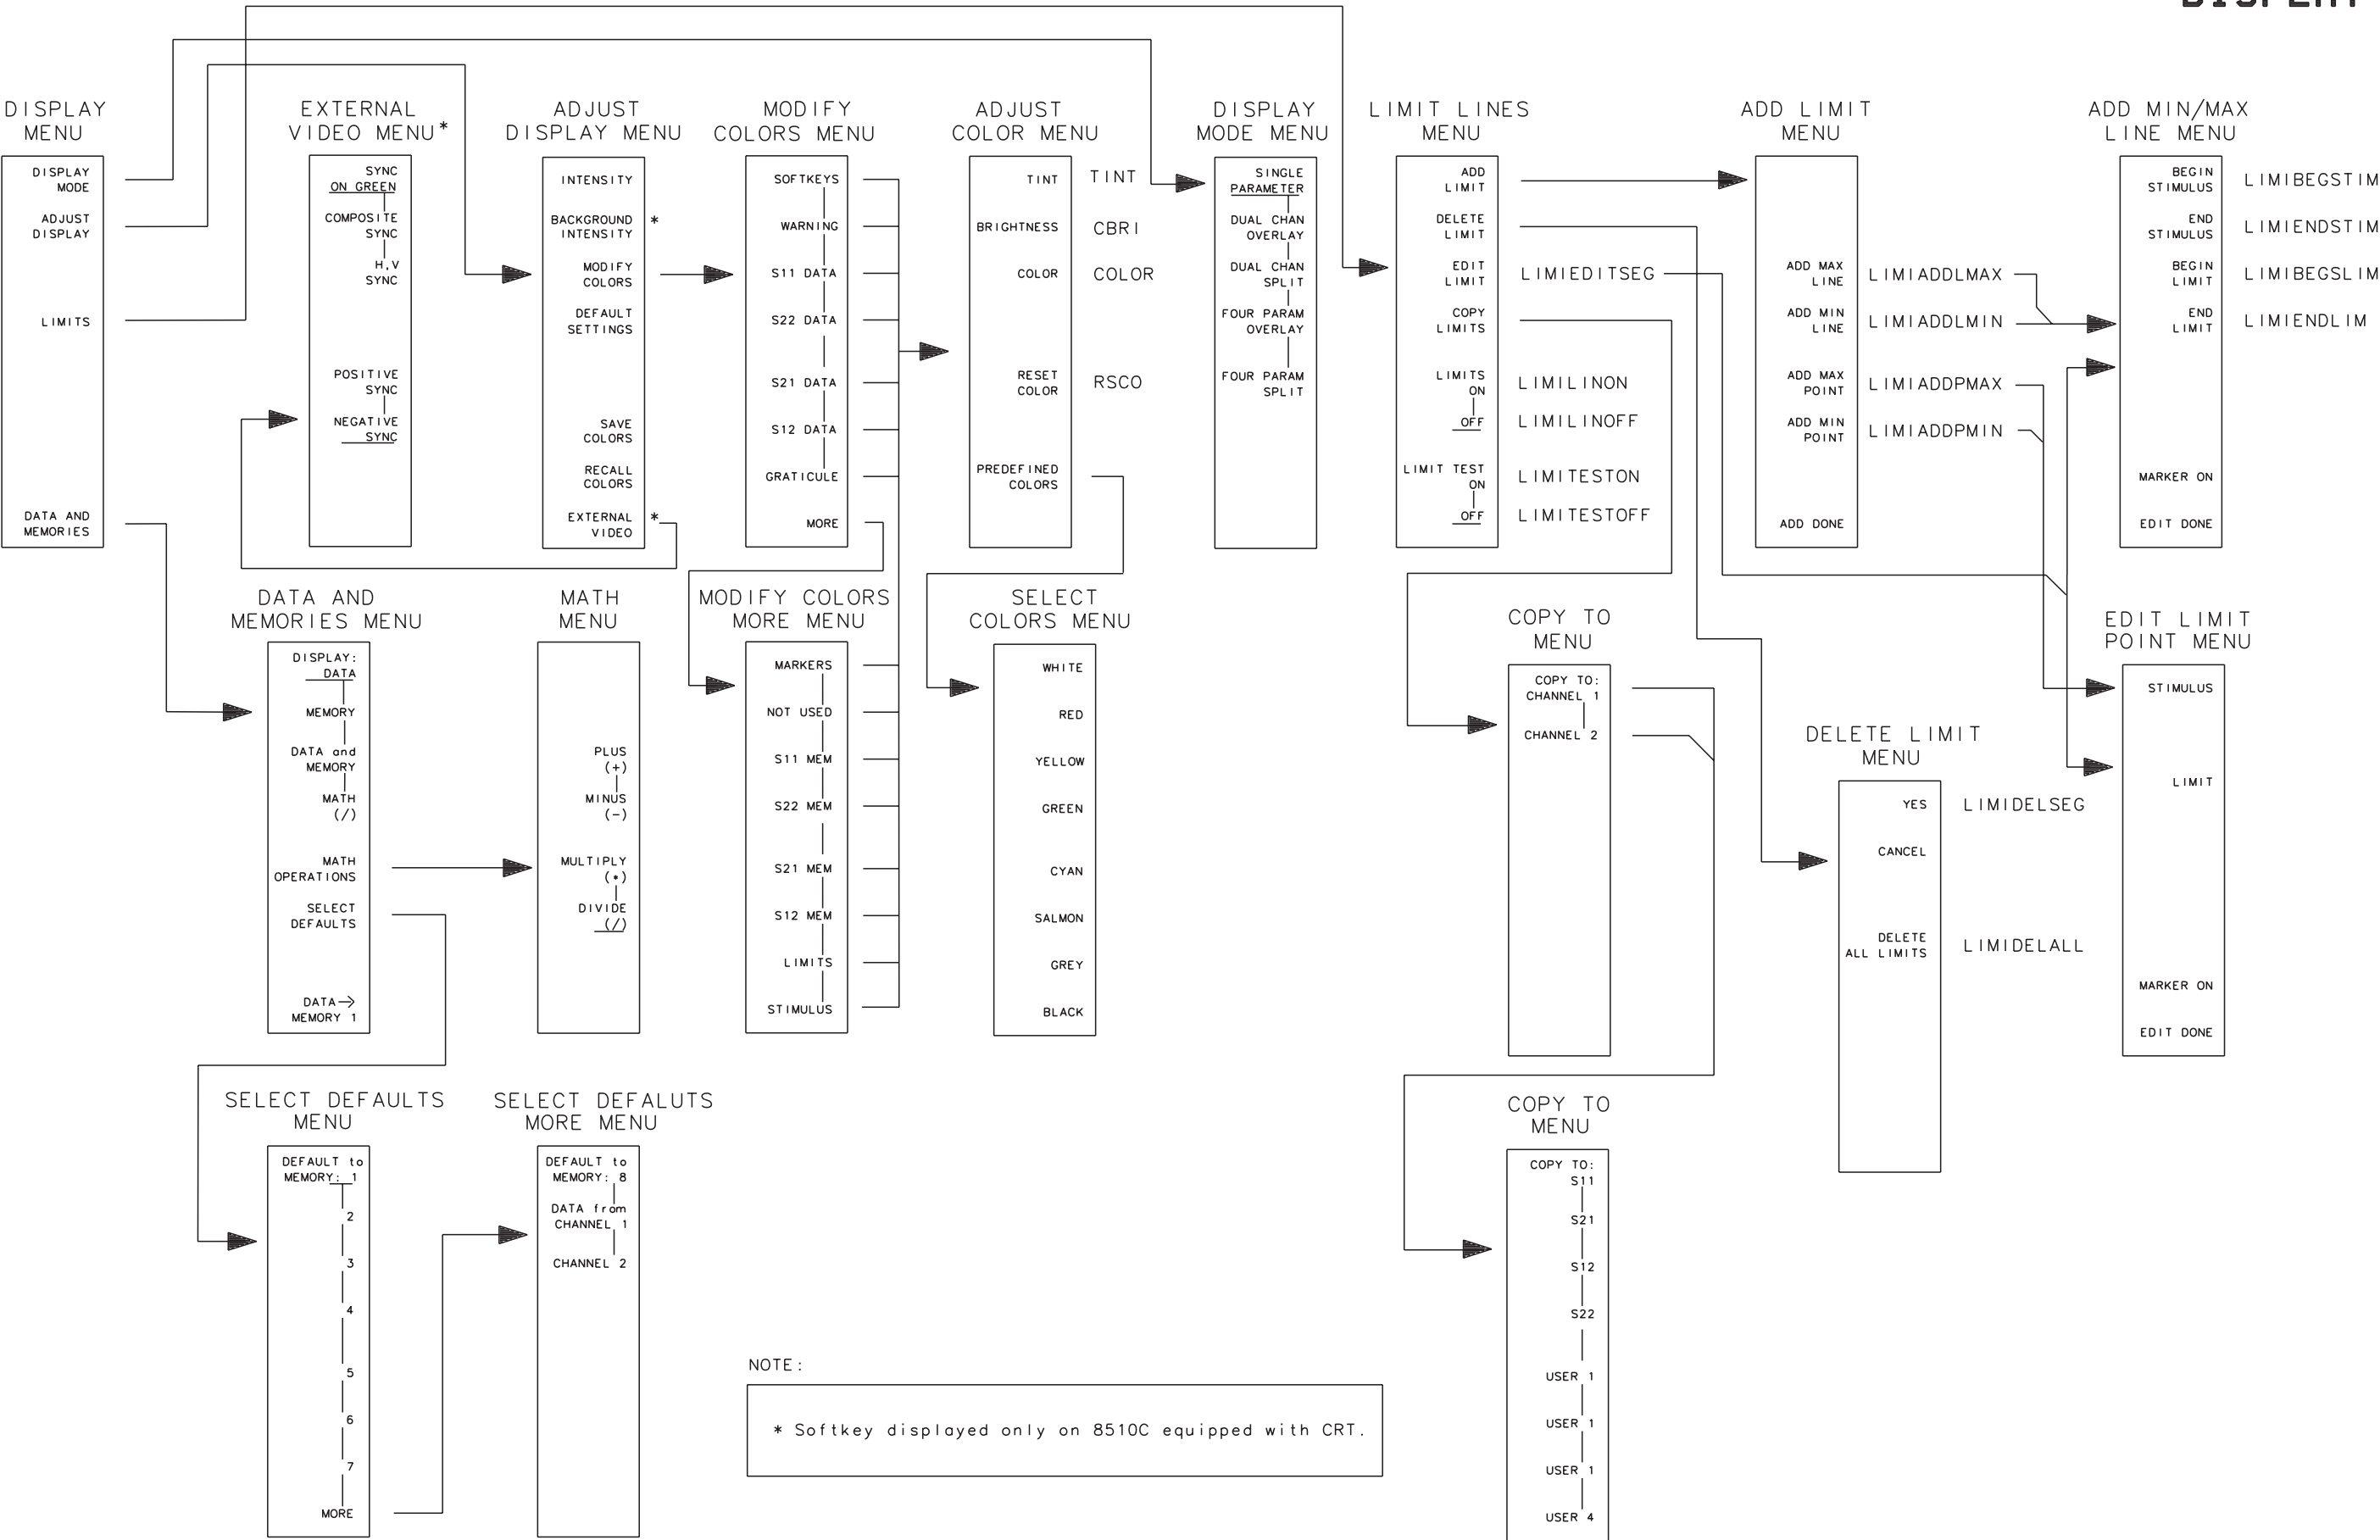 DISPLAY
DISPLAY
MENU
DISPLAY
MODE
ADJUST
DISPLAY
LIMITS
DATA AND
MEMORIES
EXTERNAL
VIDEO MENU*
SYNC
ON GREEN
COMPOSITE
SYNC
H,V
SYNC
POSITIVE
SYNC
NEGATIVE
SYNC
ADJUST
DISPLAY MENU
INTENSITY
BACKGROUND *
INTENSITY
MODIFY
COLORS
DEFAULT
SETTINGS
SAVE
COLORS
RECALL
COLORS
EXTERNAL *
VIDEO
MODIFY
COLORS MENU
SOFTKEYS
WARNING
S11 DATA
S22 DATA
S21 DATA
S12 DATA
GRATICULE
MORE
ADJUST
COLOR MENU
TINT TINT
BRIGHTNESS CBRI
COLOR COLOR
RESET
COLOR RSCO
PREDEFINED
COLORS
DISPLAY
MODE MENU
SINGLE
PARAMETER
DUAL CHAN
OVERLAY
DUAL CHAN
SPLIT
FOUR PARAM
OVERLAY
FOUR PARAM
SPLIT
LIMIT LINES
MENU
ADD
LIMIT
DELETE
LIMIT
EDIT
LIMIT LIMIEDITSEG
COPY
LIMITS
LIMITS
ON LIMILINON
OFF LIMILINOFF
LIMIT TEST
ON LIMITESTON
OFF LIMITESTOFF
ADD LIMIT
MENU
ADD MAX
LINE LIMIADDLMAX
ADD MIN
LINE LIMIADDLMIN
ADD MAX
POINT LIMIADDPMAX
ADD MIN
POINT LIMIADDPMIN
ADD DONE
ADD MIN/MAX
LINE MENU
BEGIN
STIMULUS LIMIBEGSTIM
END
STIMULUS LIMIENDSTIM
BEGIN
LIMIT LIMIBEGSLIM
END
LIMIT LIMIENDLIM
MARKER ON
EDIT DONE
DATA AND
MEMORIES MENU
DISPLAY:
DATA
MEMORY
DATA and
MEMORY
MATH
(/)
MATH
OPERATIONS
SELECT
DEFAULTS
DATA→
MEMORY 1
MATH
MENU
PLUS
(+)
MINUS
(-)
MULTIPLY
(*)
DIVIDE
(/)
MODIFY COLORS
MORE MENU
MARKERS
NOT USED
S11 MEM
S22 MEM
S21 MEM
S12 MEM
LIMITS
STIMULUS
SELECT
COLORS MENU
WHITE
RED
YELLOW
GREEN
CYAN
SALMON
GREY
BLACK
COPY TO
MENU
COPY TO:
CHANNEL 1
CHANNEL 2
DELETE LIMIT
MENU
YES LIMIDELSEG
CANCEL
DELETE
ALL LIMITS LIMIDELALL
EDIT LIMIT
POINT MENU
STIMULUS
LIMIT
MARKER ON
EDIT DONE
SELECT DEFAULTS
MENU
DEFAULT to
MEMORY: 1
2
3
4
5
6
7
MORE
SELECT DEFALUTS
MORE MENU
DEFAULT to
MEMORY: 8
DATA from
CHANNEL 1
CHANNEL 2
COPY TO
MENU
COPY TO:
S11
S21
S12
S22
USER 1
USER 1
USER 1
USER 4
NOTE:
* Softkey displayed only on 8510C equipped with CRT.